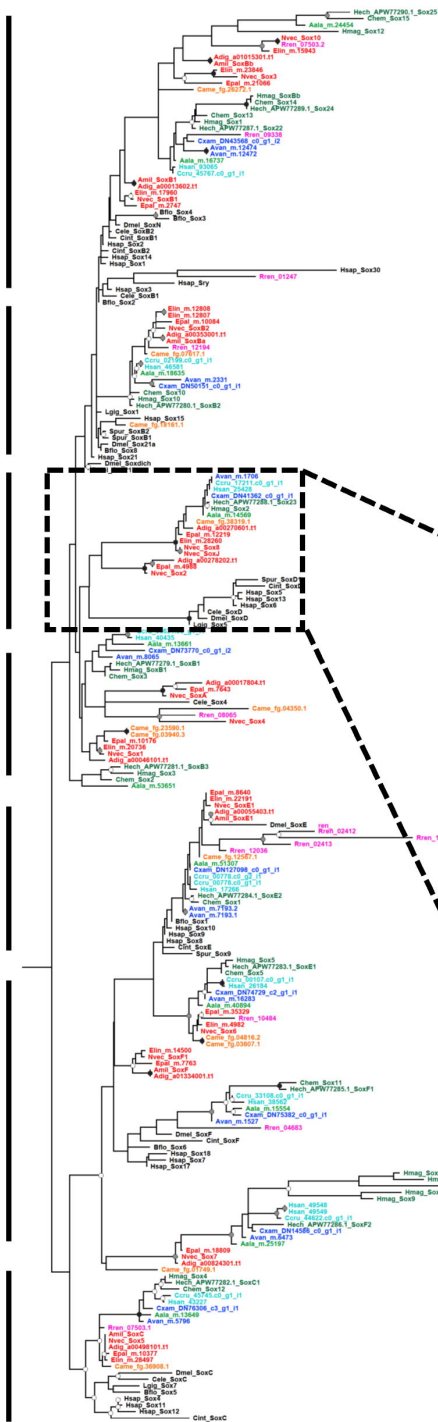 Hech_APW77290.1_Sox25
Chem_Sox15
Aala_m.24454
Hmag_Sox12
Nvec_Sox10
Rren_07503.2
Elin_m.15943
Adig_a01015301.t1
Amil_SoxBb
Elin_m.23846
Nvec_Sox3
Epal_m.21066
Came_fg.26272.1
Hmag_SoxBb
Chem_Sox14
Hech_APW77289.1_Sox24
Chem_Sox13
Hmag_Sox1
Hech_APW77287.1_Sox22
Rren_09338
Cxam_DN43568_c0_g1_i2
Avan_m.12474
Avan_m.12472
Aala_m.16737
Hsan_93065
Ccru_45767.c0_g1_i1
Amil_SoxB1
Adig_a00013602.t1
Elin_m.17960
Nvec_SoxB1
Epal_m.2747
Bflo_Sox4
Bflo_Sox3
Dmel_SoxN
Cele_SoxB2
Cint_SoxB1
Hsap_Sox2
Cint_SoxB2
Hsap_Sox14
Hsap_Sox1
Hsap_Sox30
Rren_01247
Hsap_Sry
Hsap_Sox3
Cele_SoxB1
Bflo_Sox2
Elin_m.12808
Elin_m.12807
Epal_m.10084
Nvec_SoxB2
Adig_a00353001.t1
Amil_SoxBa
Rren_12194
Came_fg.07617.1
Ccru_02199.c0_g1_i1
Hsan_46581
Aala_m.18635
Avan_m.2331
Cxam_DN50151_c0_g1_i1
Chem_Sox10
Hmag_Sox10
Hech_APW77280.1_SoxB2
Lgig_Sox1
Hsap_Sox15
Came_fg.18161.1
Spur_SoxB2
Spur_SoxB1
Dmel_Sox21a
Bflo_Sox8
Hsap_Sox21
Dmel_Soxdich
Avan_m.1706
Ccru_17211.c0_g1_i1
Hsan_25428
Cxam_DN41362_c0_g1_i1
Hech_APW77288.1_Sox23
Hmag_Sox2
Aala_m.14569
Came_fg.38319.1
Adig_a00270601.t1
Epal_m.12219
Elin_m.28260
Nvec_Sox8
Nvec_SoxJ
Adig_a00278202.t1
Epal_m.4988
Nvec_Sox2
Spur_SoxD1
Cint_SoxD
Hsap_Sox5
Hsap_Sox13
Hsap_Sox6
Cele_SoxD
Dmel_SoxD
Lgig_Sox5
Hsan_40435
Aala_m.13661
Cxam_DN73770_c0_g1_i2
Avan_m.8065
Hech_APW77279.1_SoxB1
Hmag_SoxB1
Chem_Sox3
Adig_a00017804.t1
Epal_m.7643
Nvec_SoxA
Cele_Sox4
Came_fg.04350.1
Rren_08065
Nvec_Sox4
Came_fg.23590.1
Came_fg.03940.3
Epal_m.10176
Elin_m.20736
Nvec_Sox1
Adig_a00046101.t1
Hech_APW77281.1_SoxB3
Hmag_Sox3
Chem_Sox2
Aala_m.53651
Epal_m.8640
Elin_m.22191
Nvec_SoxE1
Adig_a00055403.t1
Amil_SoxE1
Dmel_SoxE
ren_
Rren_02412
Rren_1
Rren_12036
Rren_02413
Came_fg.12567.1
Aala_m.51307
Cxam_DN127098_c0_g1_i1
Ccru_00778.c0_g2_i1
Ccru_00778.c0_g1_i1
Hsan_17266
Hech_APW77284.1_SoxE2
Chem_Sox1
Avan_m.7193.2
Avan_m.7193.1
Bflo_Sox1
Hsap_Sox10
Hsap_Sox9
Hsap_Sox8
Cint_SoxE
Spur_Sox9
Hmag_Sox5
Hech_APW77283.1_SoxE1
Chem_Sox5
Ccru_00107.c0_g1_i1
Hsan_26184
Cxam_DN74729_c2_g1_i1
Avan_m.16283
Aala_m.40894
Epal_m.35329
Rren_10484
Elin_m.4982
Nvec_Sox6
Came_fg.04816.2
Came_fg.03607.1
Elin_m.14500
Nvec_SoxF1
Epal_m.7763
Amil_SoxF
Adig_a01334001.t1
Chem_Sox11
Hech_APW77285.1_SoxF1
Ccru_33108.c0_g1_i1
Hsan_38562
Aala_m.15554
Cxam_DN75382_c0_g1_i1
Avan_m.1527
Rren_04683
Dmel_SoxF
Cint_SoxF
Bflo_Sox6
Hsap_Sox18
Hsap_Sox7
Hsap_Sox17
Hmag_Sox
Hm
Hmag_Sox
Hmag_Sox9
Hsan_49548
Hsan_49549
Ccru_44622.c0_g1_i1
Hech_APW77286.1_SoxF2
Cxam_DN14586_c0_g1_i1
Avan_m.6473
Aala_m.25197
Epal_m.18809
Nvec_Sox7
Adig_a00824301.t1
Came_fg.01749.1
Hmag_Sox4
Hech_APW77282.1_SoxC1
Chem_Sox12
Ccru_45745.c0_g1_i1
Hsan_43227
Cxam_DN76306_c3_g1_i1
Aala_m.13649
Avan_m.5796
Rren_07503.1
Amil_SoxC
Nvec_Sox5
Adig_a00498101.t1
Epal_m.10377
Elin_m.28497
Came_fg.36908.1
Dmel_SoxC
Cele_SoxC
Lgig_Sox7
Bflo_Sox5
Hsap_Sox4
Hsap_Sox11
Hsap_Sox12
Cint_SoxC